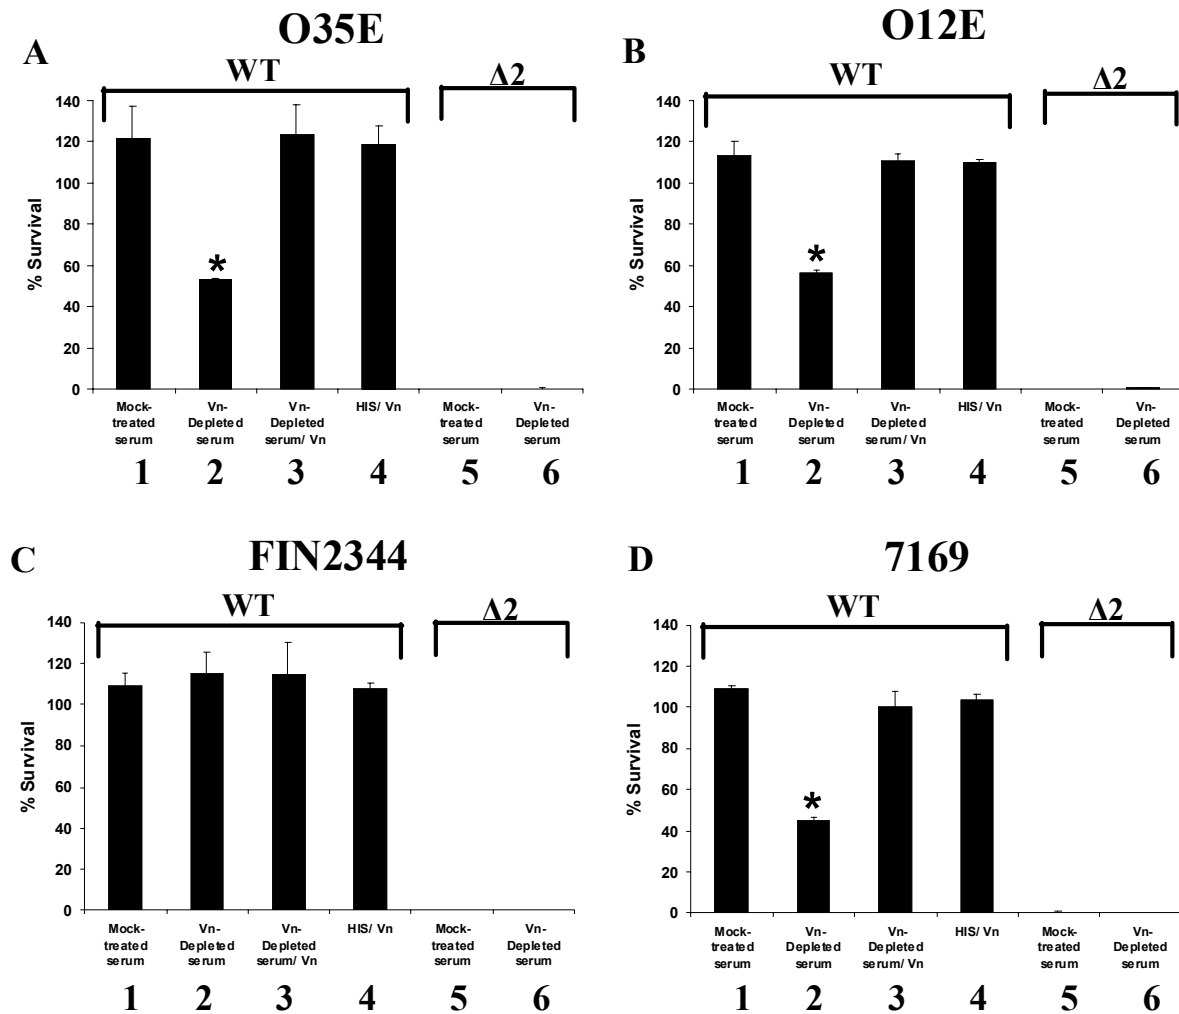 A
O35E
WT
Δ2
% Survival
140
120
100
80
60
40
20
0
*
Mock-
treated
serum
Vn-
Depleted
serum
Vn-
Depleted
serum/ Vn
HIS/ Vn
Mock-
treated
serum
Vn-
Depleted
serum
1 2 3 4 5 6
B
O12E
WT
Δ2
% Survival
140
120
100
80
60
40
20
0
*
Mock-
treated
serum
Vn-
Depleted
serum
Vn-
Depleted
serum/ Vn
HIS/ Vn
Mock-
treated
serum
Vn-
Depleted
serum
1 2 3 4 5 6
C
FIN2344
WT
Δ2
% Survival
140
120
100
80
60
40
20
0
Mock-
treated
serum
Vn-
Depleted
serum
Vn-
Depleted
serum/ Vn
HIS/ Vn
Mock-
treated
serum
Vn-
Depleted
serum
1 2 3 4 5 6
D
7169
WT
Δ2
% Survival
140
120
100
80
60
40
20
0
*
Mock-
treated
serum
Vn-
Depleted
serum
Vn-
Depleted
serum/ Vn
HIS/ Vn
Mock-
treated
serum
Vn-
Depleted
serum
1 2 3 4 5 6